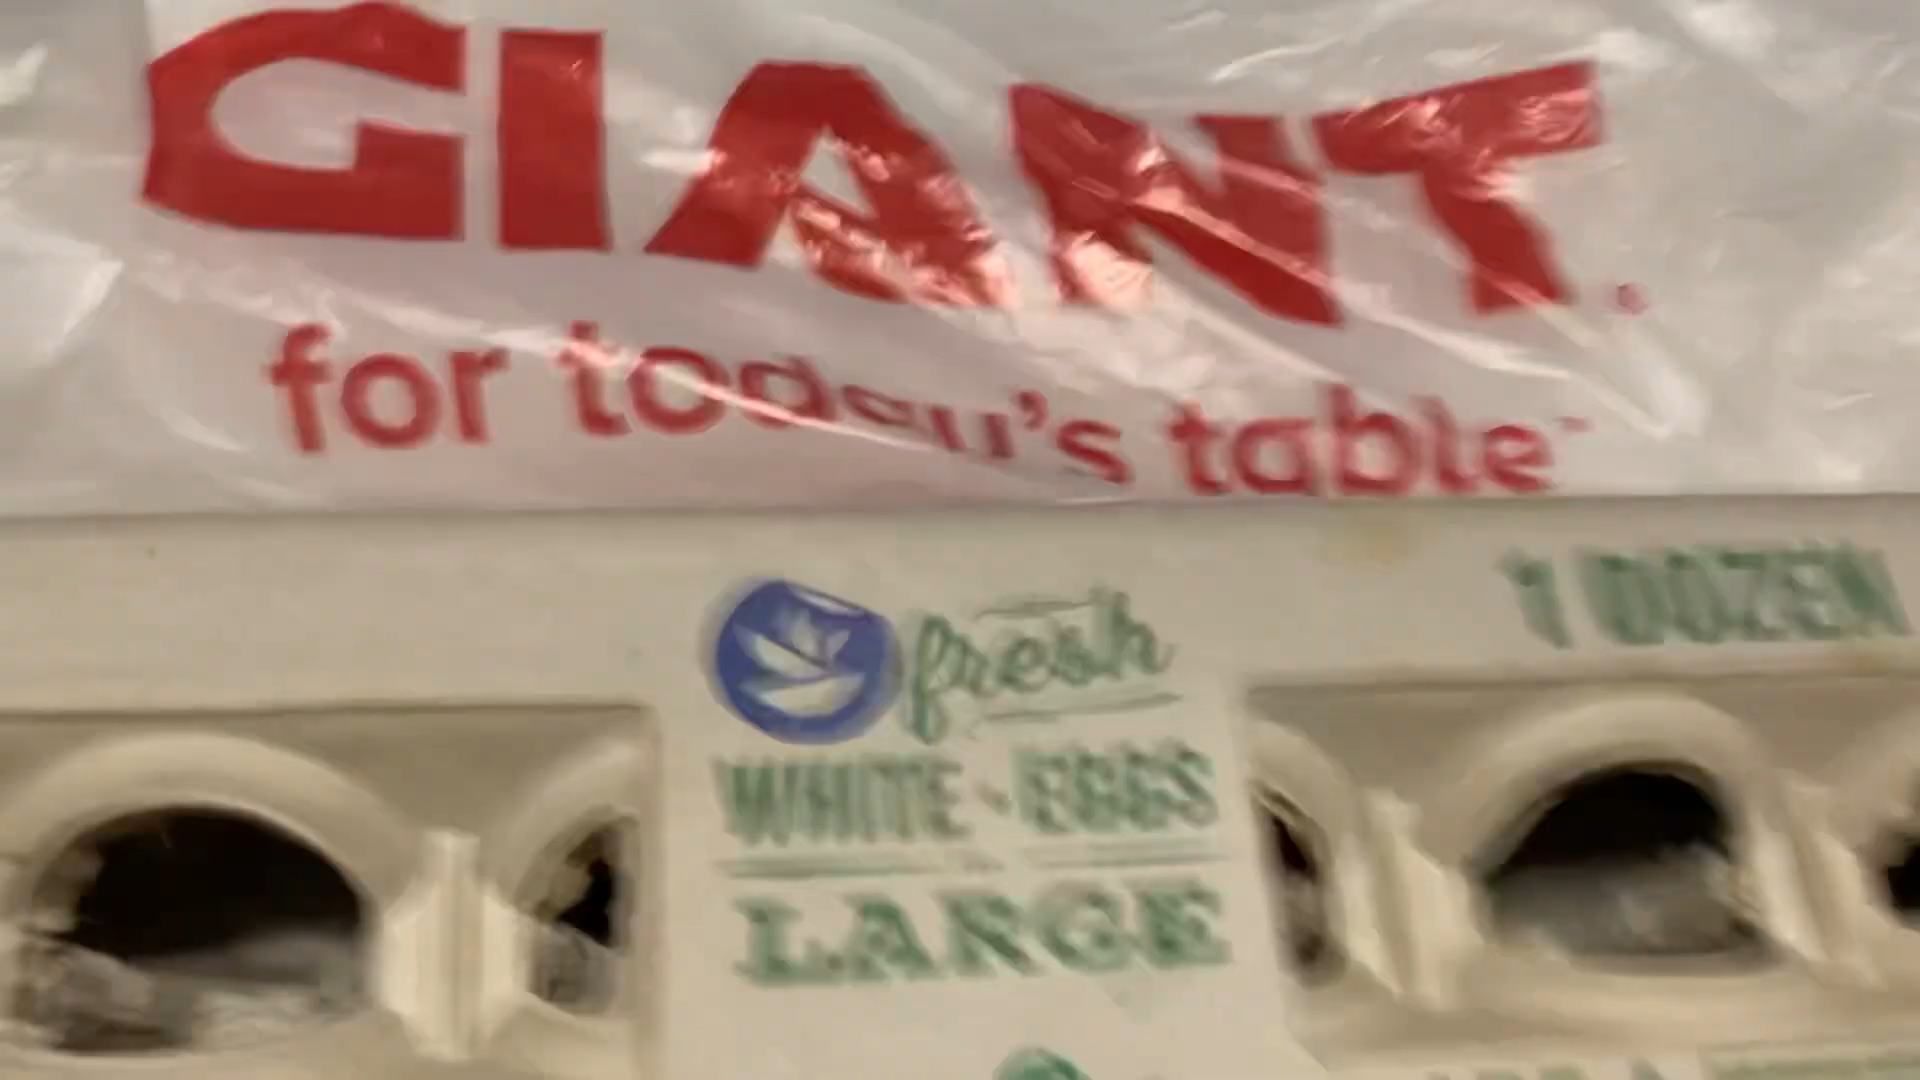 GIANT
for today's table
1 DOZEN
fresh
WHITE • EGGS
LARGE